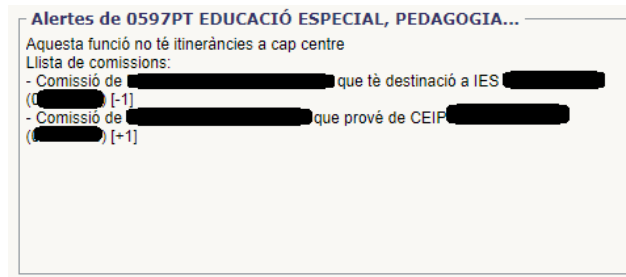 Alertes de 0597PT EDUCACIÓ ESPECIAL, PEDAGOGIA...
Aquesta funció no té itineràncies a cap centre
Llista de comissions:
- Comissió de que tè destinació a IES
(0 ) [-1]
- Comissió de que prové de CEIP
( ) [+1]